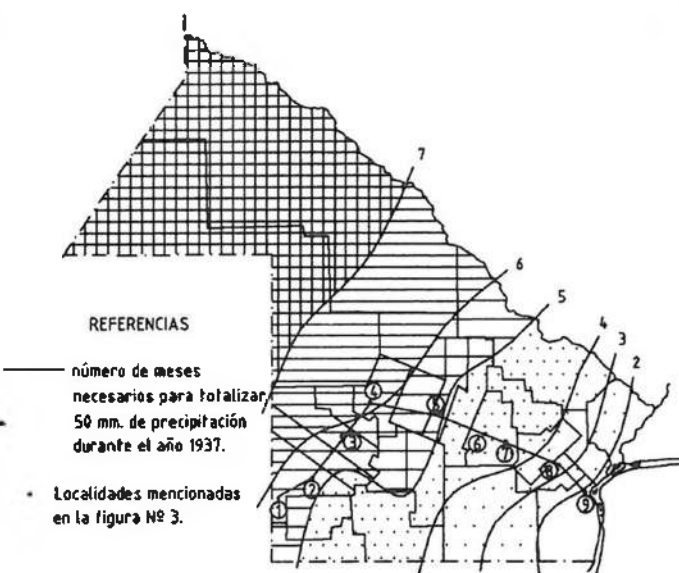 7
6
5
4
3
2
REFERENCIAS
número de meses
necesarios para totalizar
50 mm. de precipitación
durante el año 1937.
Localidades mencionadas
en la figura Nº 3.
4
5
3
6
7
8
2
1
9